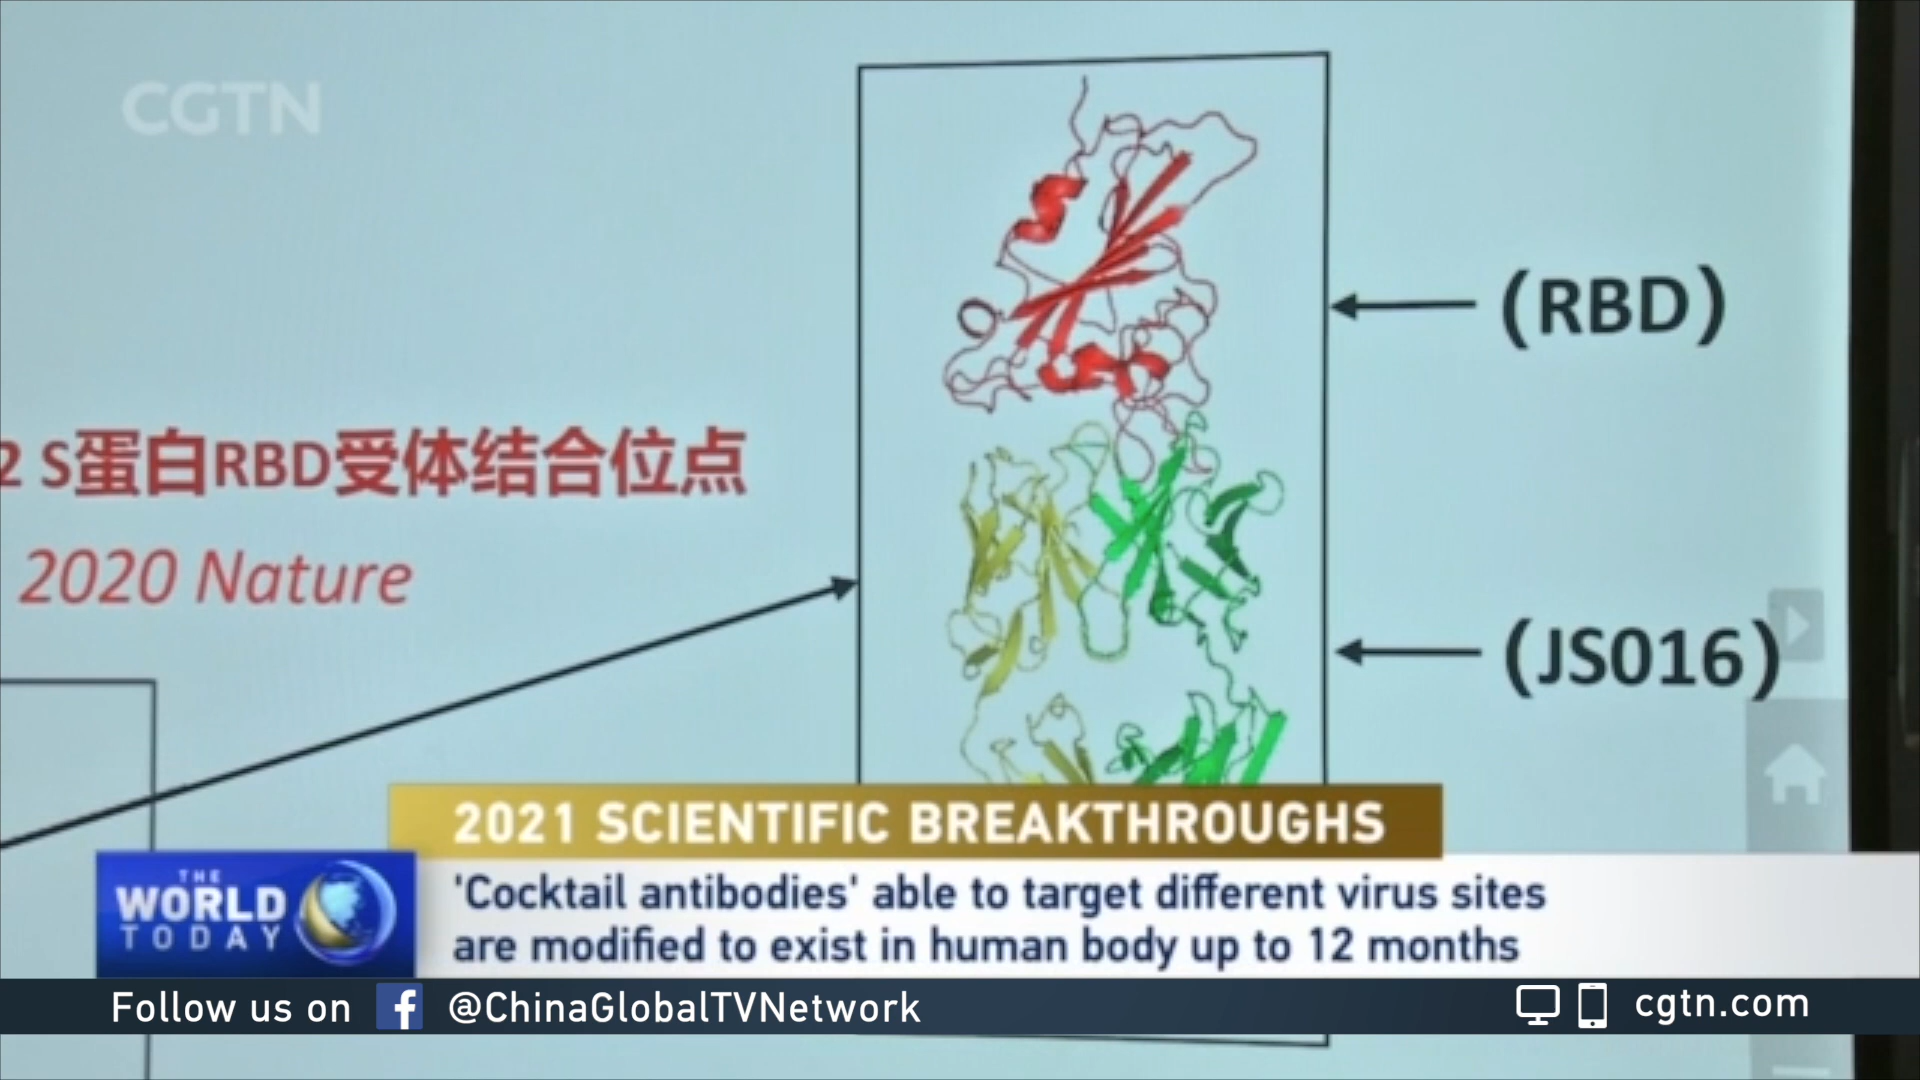 CGTN
(RBD)
2 S蛋白RBD受体结合位点
2020 Nature
(JS016)
2021 SCIENTIFIC BREAKTHROUGHS
THE
WORLD
TODAY
'Cocktail antibodies' able to target different virus sites
are modified to exist in human body up to 12 months
Follow us on f @ChinaGlobalTVNetwork
cgtn.com